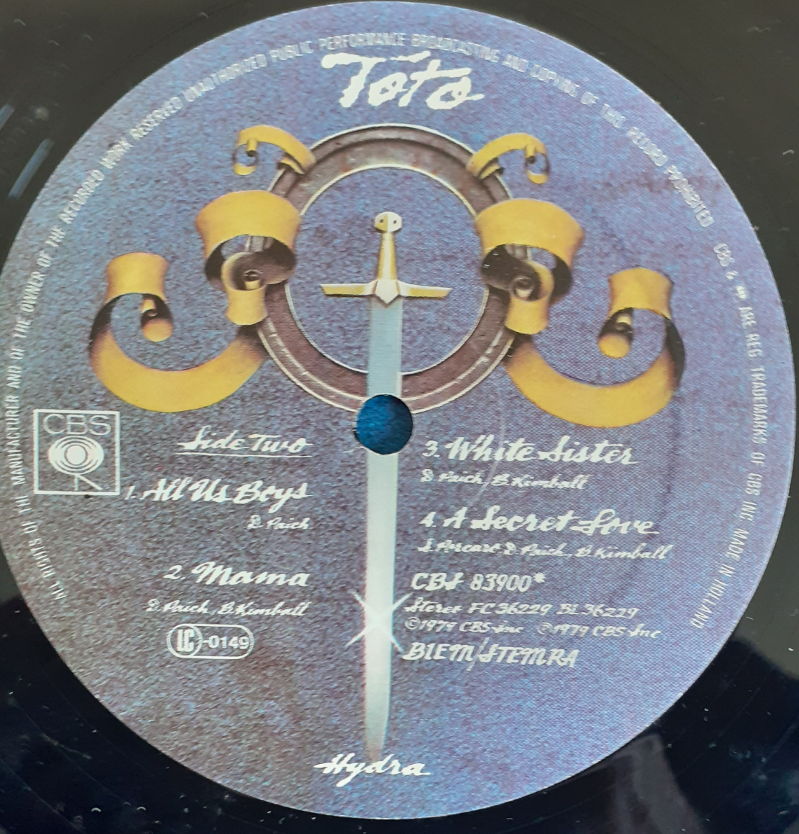 ALL RIGHTS OF THE MANUFACTURER AND OF THE OWNER OF THE RECORDED WORK RESERVED UNAUTHORIZED PUBLIC PERFORMANCE BROADCASTING AND COPYING OF THIS RECORD PROHIBITED CBS & ARE REG TRADEMARKS OF CBS INC. MADE IN HOLLAND
Toto
CBS
Side Two
1. All Us Boys
D. Paich
2. Mama
D. Paich, B. Kimball
LC -0149
3. White Sister
D. Paich, B. Kimball
4. A Secret Love
J. Porcaro D. Paich, B. Kimball
CBS 83900*
Stereo FC 36229 BL 36229
©1979 CBS Inc ℗1979 CBS Inc
BIEM/STEMRA
Hydra